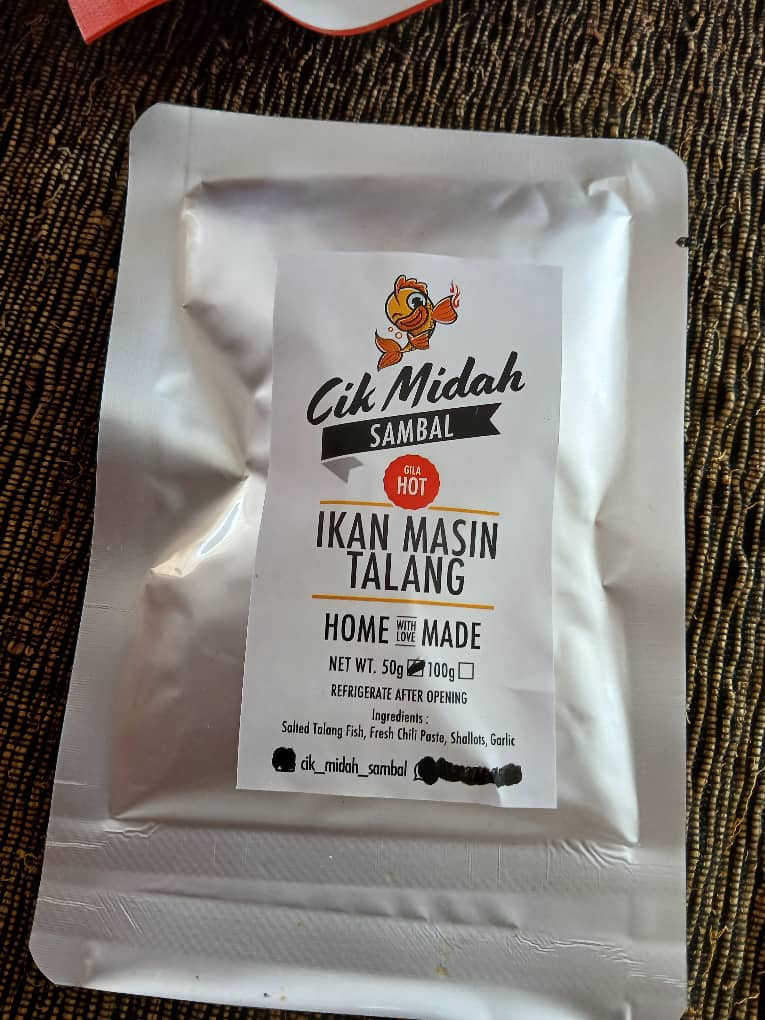 Cik Midah
SAMBAL
GILA
HOT
IKAN MASIN
TALANG
HOME WITH LOVE MADE
NET WT. 50g 100g
REFRIGERATE AFTER OPENING
Ingredients :
Salted Talang Fish, Fresh Chili Paste, Shallots, Garlic
cik_midah_sambal